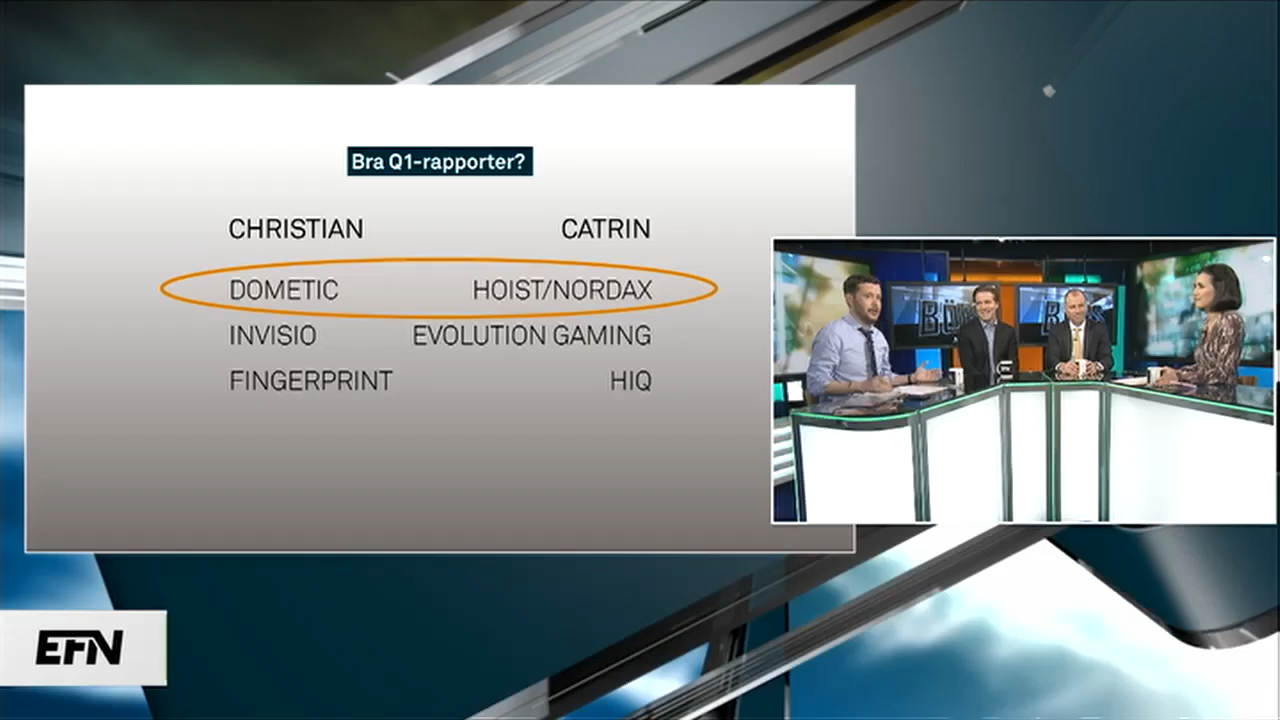 Bra Q1-rapporter?
CHRISTIAN CATRIN
DOMETIC HOIST/NORDAX
INVISIO EVOLUTION GAMING
FINGERPRINT HIQ
EFN